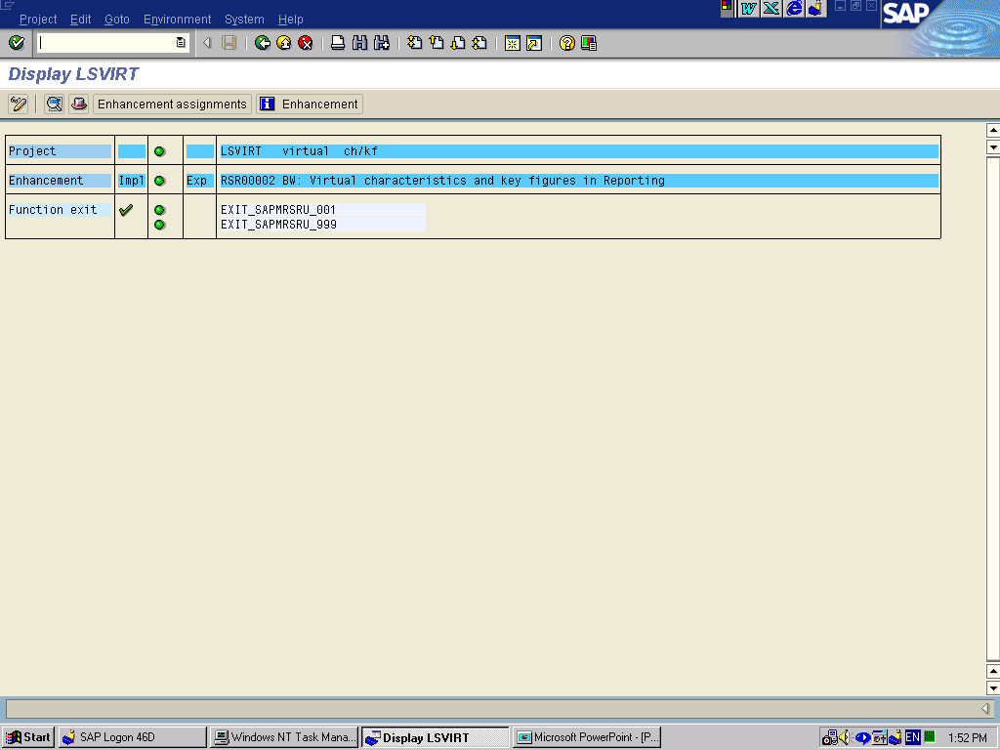 Project Edit Goto Environment System Help
SAP
Display LSVIRT
Enhancement assignments Enhancement
Project LSVIRT virtual ch/kf
Enhancement Impl Exp RSR00002 BW: Virtual characteristics and key figures in Reporting
Function exit EXIT_SAPMRSRU_001
EXIT_SAPMRSRU_999
Start SAP Logon 46D Windows NT Task Mana... Display LSVIRT Microsoft PowerPoint - [P... EN 1:52 PM